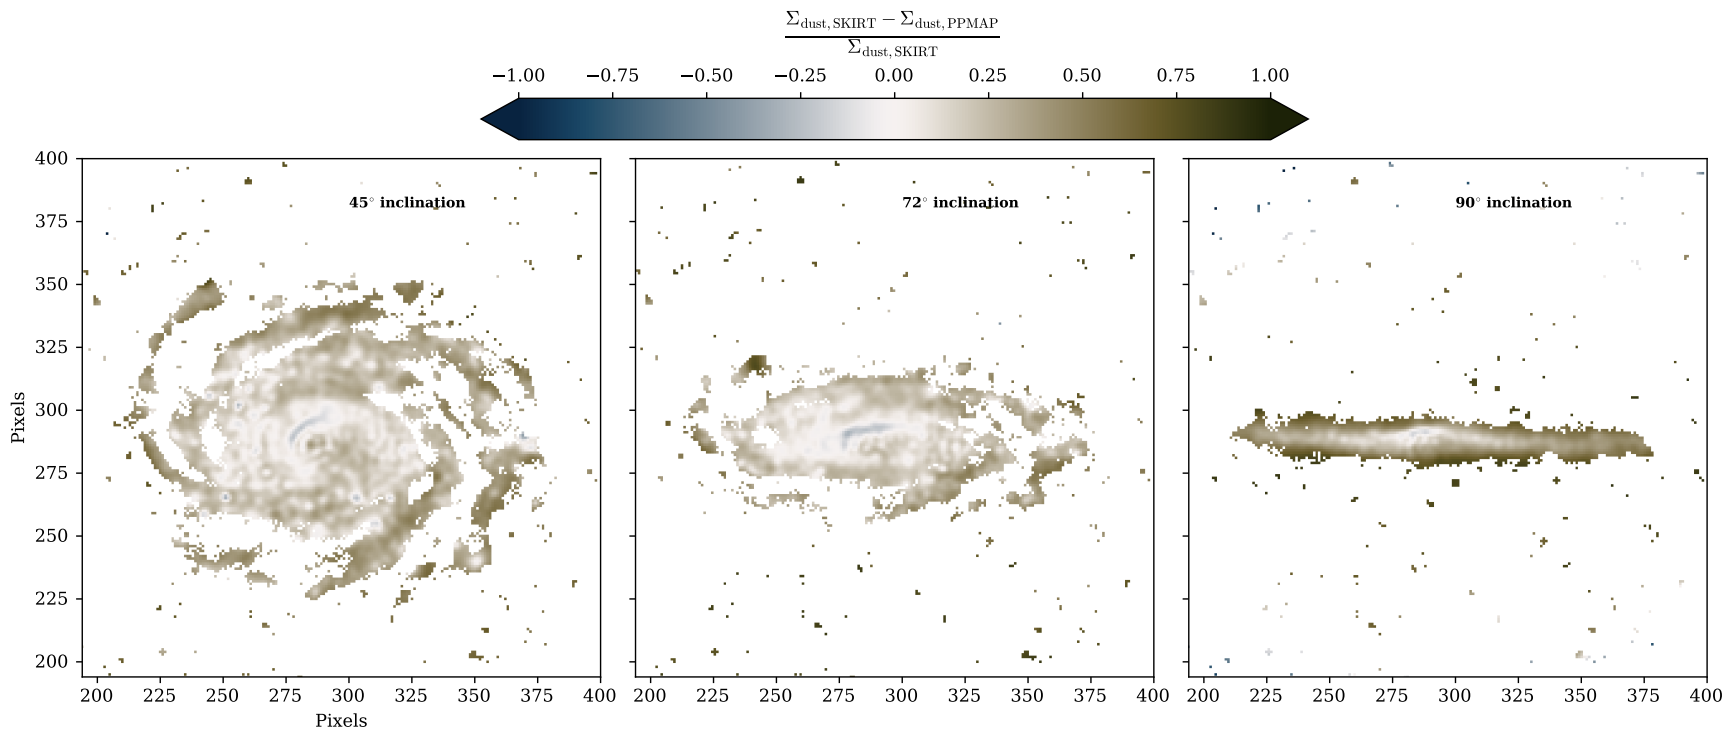 Σdust, SKIRT − Σdust, PPMAP
Σdust, SKIRT
−1.00 −0.75 −0.50 −0.25 0.00 0.25 0.50 0.75 1.00
45° inclination
72° inclination
90° inclination
400
375
350
325
300
275
250
225
200
Pixels
200 225 250 275 300 325 350 375 400
200 225 250 275 300 325 350 375 400
200 225 250 275 300 325 350 375 400
Pixels